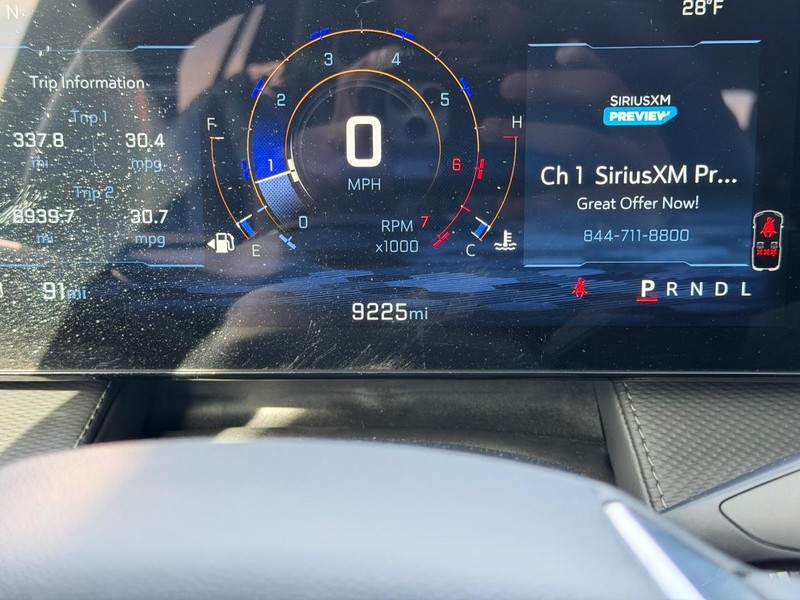 N
28°F
Trip Information
Trip 1
337.8 30.4
mi mpg
Trip 2
8939.7 30.7
mi mpg
91mi
F
E
0
1
2
3
4
5
6
7
0
MPH
RPM
x1000
H
C
9225mi
SIRIUSXM
PREVIEW
Ch 1 SiriusXM Pr...
Great Offer Now!
844-711-8800
P R N D L